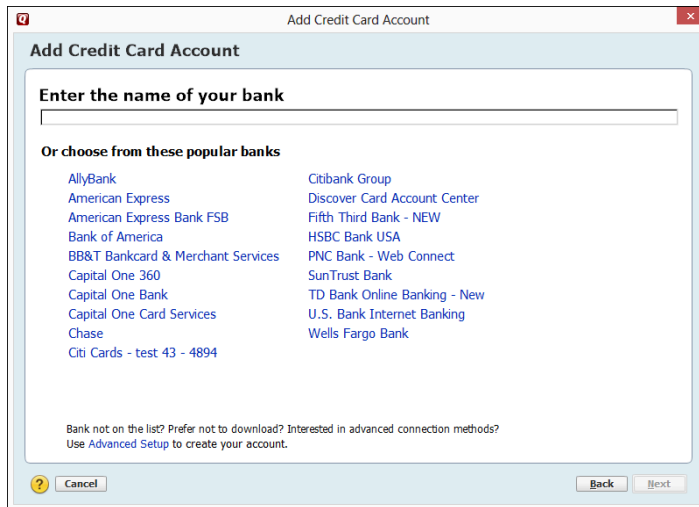 Add Credit Card Account
Add Credit Card Account
Enter the name of your bank
Or choose from these popular banks
AllyBank
American Express
American Express Bank FSB
Bank of America
BB&T Bankcard & Merchant Services
Capital One 360
Capital One Bank
Capital One Card Services
Chase
Citi Cards - test 43 - 4894
Citibank Group
Discover Card Account Center
Fifth Third Bank - NEW
HSBC Bank USA
PNC Bank - Web Connect
SunTrust Bank
TD Bank Online Banking - New
U.S. Bank Internet Banking
Wells Fargo Bank
Bank not on the list? Prefer not to download? Interested in advanced connection methods?
Use Advanced Setup to create your account.
? Cancel Back Next